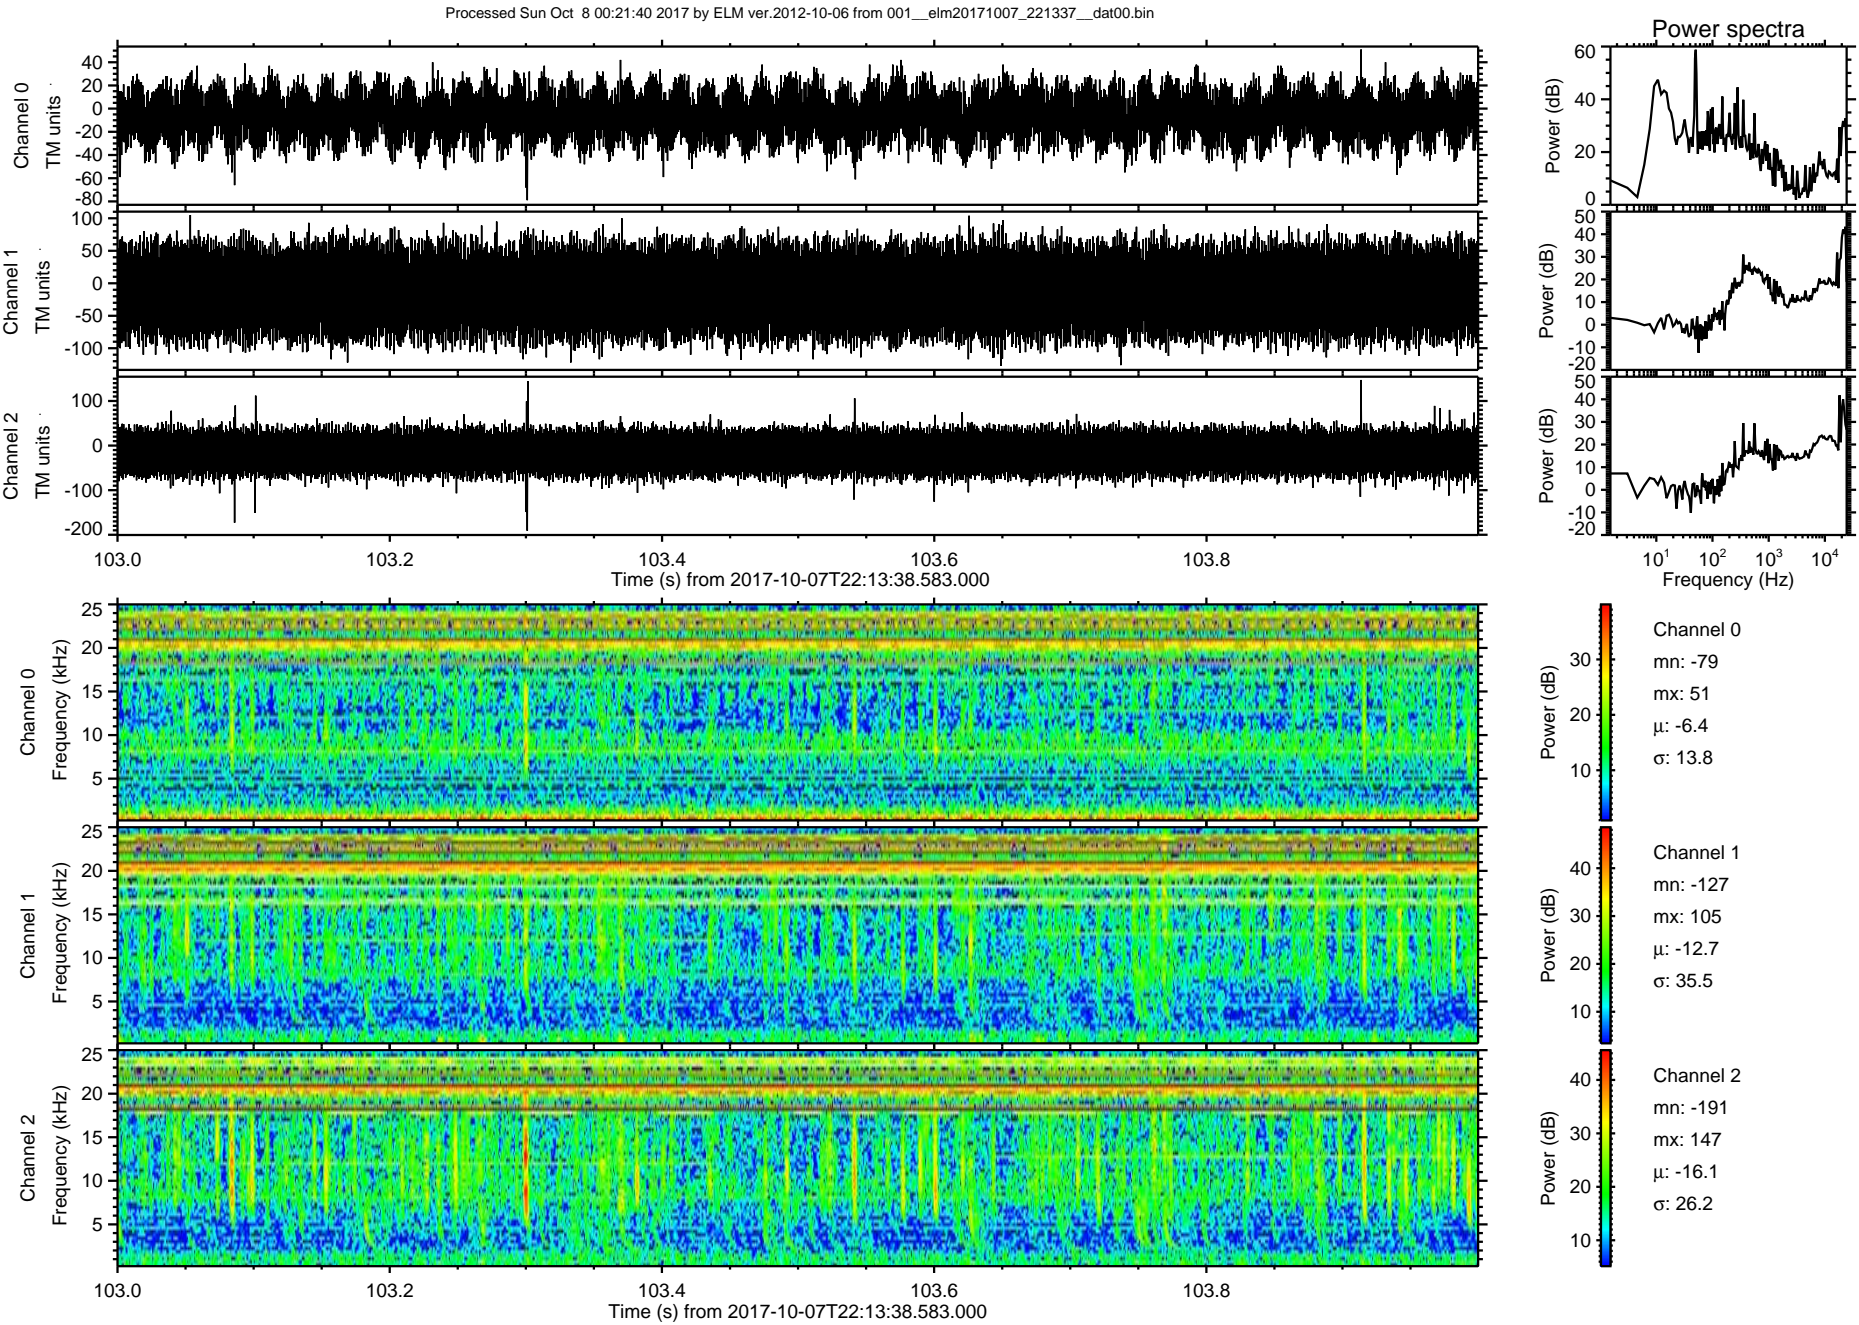 Processed Sun Oct  8 00:21:40 2017 by ELM ver.2012-10-06 from 001__elm20171007_221337__dat00.bin
Power spectra
Channel 0
TM units
40
20
0
-20
-40
-60
-80
Power (dB)
60
40
20
0
Channel 1
TM units
100
50
0
-50
-100
Power (dB)
50
40
30
20
10
0
-10
-20
Channel 2
TM units
100
0
-100
-200
Power (dB)
50
40
30
20
10
0
-10
-20
103.0 103.2 103.4 103.6 103.8
Time (s) from 2017-10-07T22:13:38.583.000
10^1 10^2 10^3 10^4
Frequency (Hz)
Channel 0
Frequency (kHz)
25
20
15
10
5
Power (dB)
30
20
10
Channel 0
mn: -79
mx: 51
μ: -6.4
σ: 13.8
Channel 1
Frequency (kHz)
25
20
15
10
5
Power (dB)
40
30
20
10
Channel 1
mn: -127
mx: 105
μ: -12.7
σ: 35.5
Channel 2
Frequency (kHz)
25
20
15
10
5
Power (dB)
40
30
20
10
Channel 2
mn: -191
mx: 147
μ: -16.1
σ: 26.2
103.0 103.2 103.4 103.6 103.8
Time (s) from 2017-10-07T22:13:38.583.000